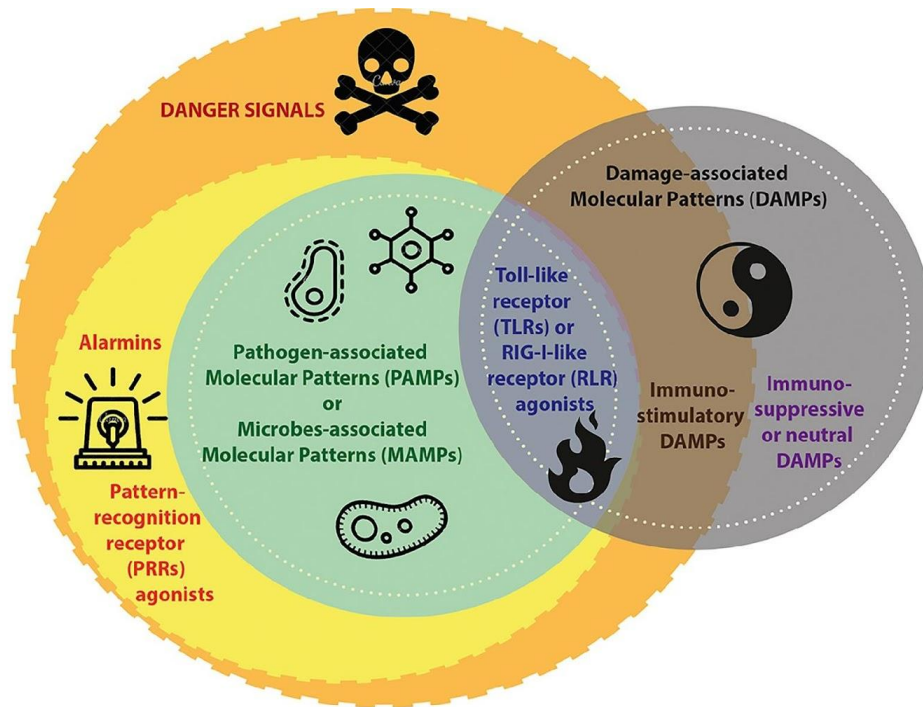 DANGER SIGNALS
Canva
Damage-associated
Molecular Patterns (DAMPs)
Toll-like
receptor
(TLRs) or
RIG-I-like
receptor (RLR)
agonists
Alarmins
Pathogen-associated
Molecular Patterns (PAMPs)
or
Microbes-associated
Molecular Patterns (MAMPs)
Immuno-
stimulatory
DAMPs
Immuno-
suppressive
or neutral
DAMPs
Pattern-
recognition
receptor
(PRRs)
agonists